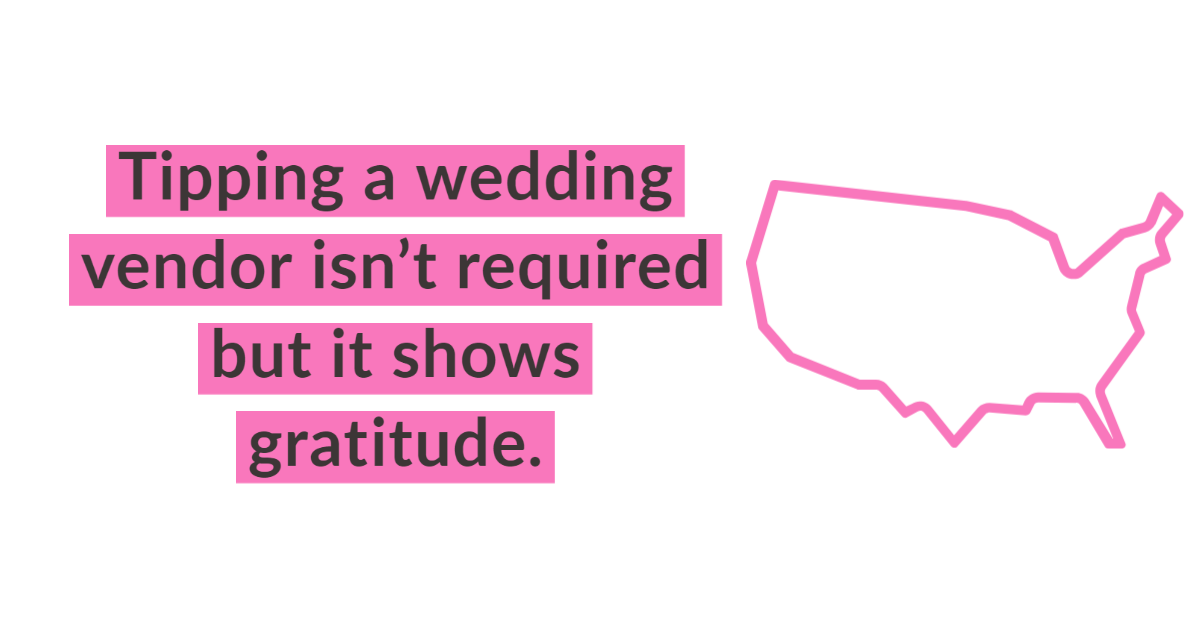 Tipping a wedding
vendor isn’t required
but it shows
gratitude.